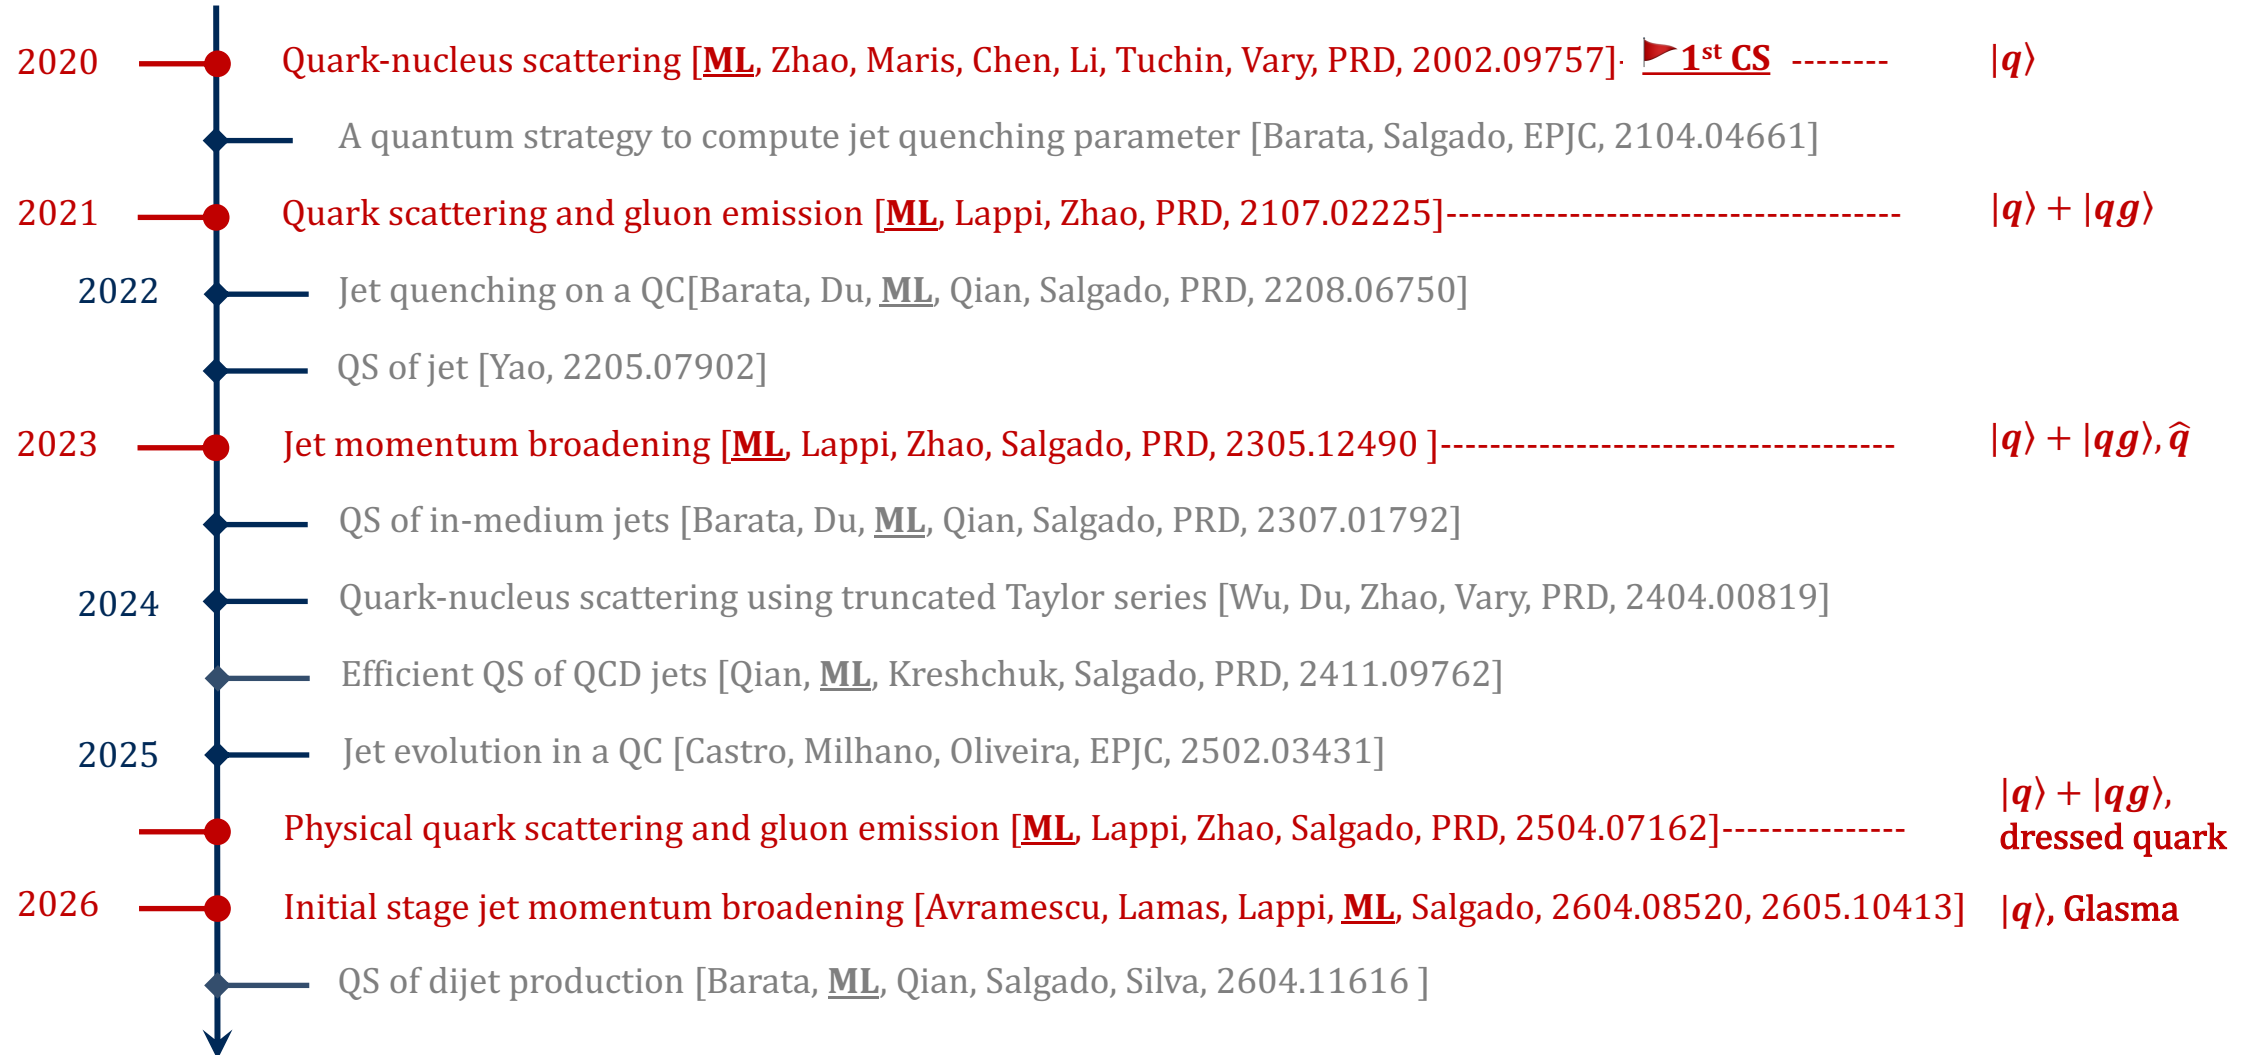 2020 Quark-nucleus scattering [ML, Zhao, Maris, Chen, Li, Tuchin, Vary, PRD, 2002.09757]- 1st CS -------- |q⟩
A quantum strategy to compute jet quenching parameter [Barata, Salgado, EPJC, 2104.04661]
2021 Quark scattering and gluon emission [ML, Lappi, Zhao, PRD, 2107.02225]------------------------------------ |q⟩ + |qg⟩
2022 Jet quenching on a QC[Barata, Du, ML, Qian, Salgado, PRD, 2208.06750]
QS of jet [Yao, 2205.07902]
2023 Jet momentum broadening [ML, Lappi, Zhao, Salgado, PRD, 2305.12490 ]------------------------------------ |q⟩ + |qg⟩, q̂
QS of in-medium jets [Barata, Du, ML, Qian, Salgado, PRD, 2307.01792]
2024 Quark-nucleus scattering using truncated Taylor series [Wu, Du, Zhao, Vary, PRD, 2404.00819]
Efficient QS of QCD jets [Qian, ML, Kreshchuk, Salgado, PRD, 2411.09762]
2025 Jet evolution in a QC [Castro, Milhano, Oliveira, EPJC, 2502.03431]
Physical quark scattering and gluon emission [ML, Lappi, Zhao, Salgado, PRD, 2504.07162]--------------- |q⟩ + |qg⟩,
dressed quark
2026 Initial stage jet momentum broadening [Avramescu, Lamas, Lappi, ML, Salgado, 2604.08520, 2605.10413] |q⟩, Glasma
QS of dijet production [Barata, ML, Qian, Salgado, Silva, 2604.11616 ]